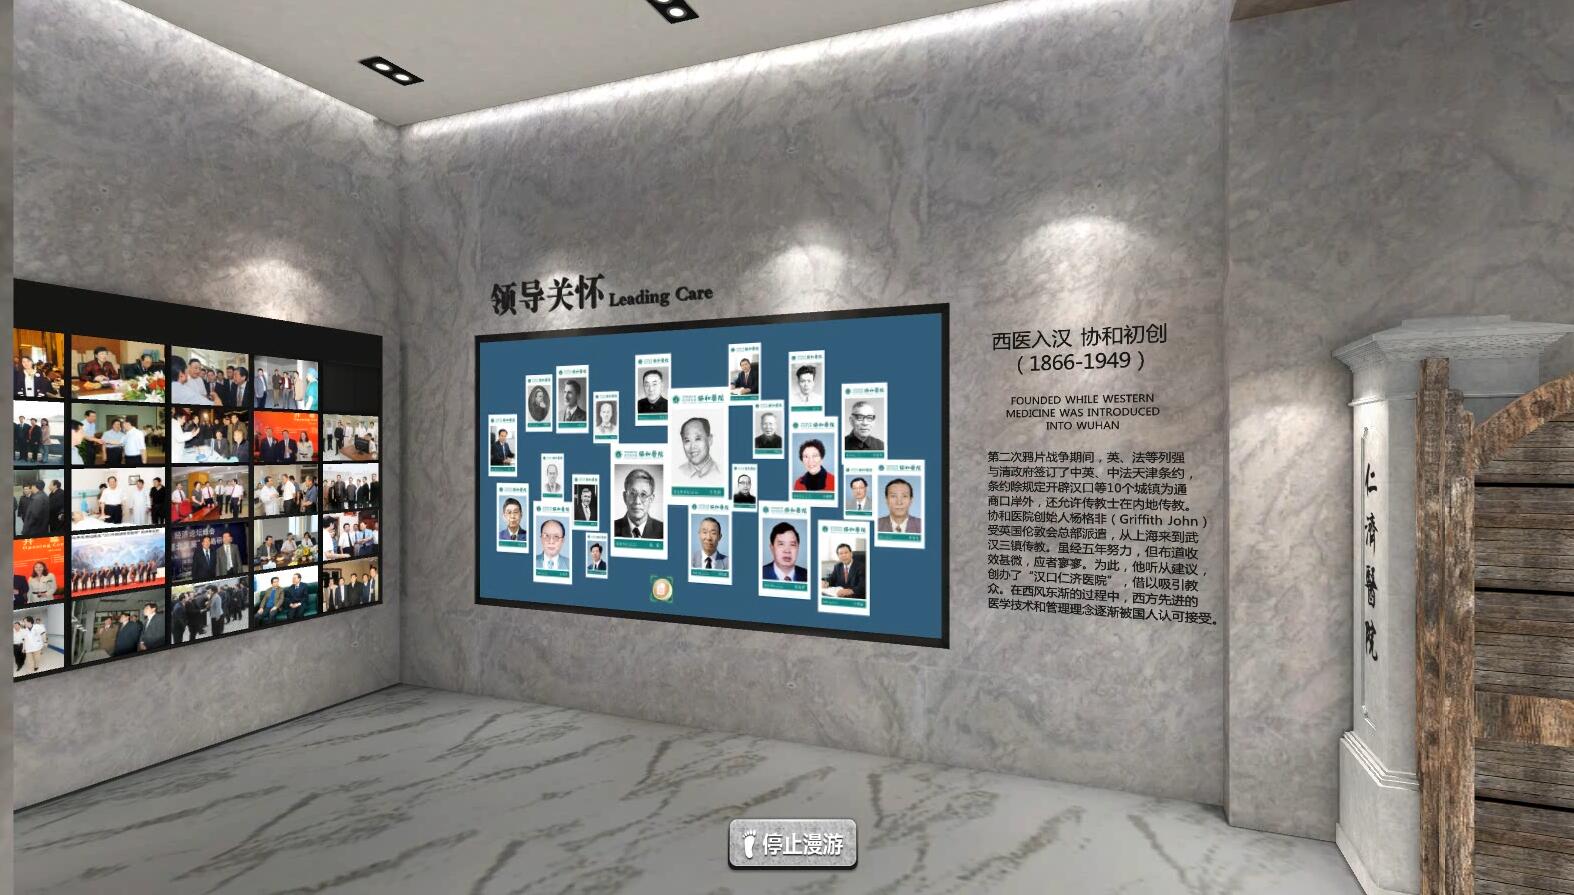 领导关怀 Leading Care
西医入汉 协和初创
（1866-1949）
FOUNDED WHILE WESTERN
MEDICINE WAS INTRODUCED
INTO WUHAN
第二次鸦片战争期间，英、法等列强
与清政府签订了中英、中法天津条约，
条约除规定开辟汉口等10个城镇为通
商口岸外，还允许传教士在内地传教。
协和医院创始人杨格非（Griffith John）
受英国伦敦会总部派遣，从上海来到武
汉三镇传教。虽经五年努力，但布道收
效甚微，应者寥寥。为此，他听从建议，
创办了“汉口仁济医院”，借以吸引教
众。在西风东渐的过程中，西方先进的
医学技术和管理理念逐渐被国人认可接受。
仁濟醫院
协和医院
停止漫游